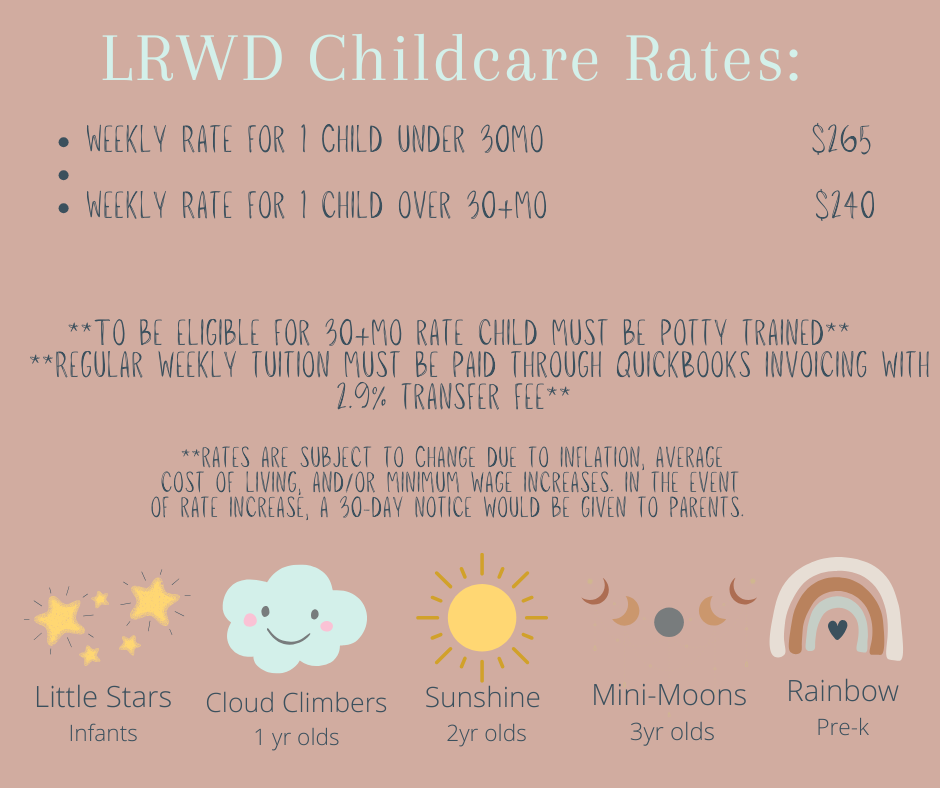 LRWD Childcare Rates:
• WEEKLY RATE FOR 1 CHILD UNDER 30MO $265
•
• WEEKLY RATE FOR 1 CHILD OVER 30+MO $240
**TO BE ELIGIBLE FOR 30+MO RATE CHILD MUST BE POTTY TRAINED**
**REGULAR WEEKLY TUITION MUST BE PAID THROUGH QUICKBOOKS INVOICING WITH
2.9% TRANSFER FEE**
**RATES ARE SUBJECT TO CHANGE DUE TO INFLATION, AVERAGE
COST OF LIVING, AND/OR MINIMUM WAGE INCREASES. IN THE EVENT
OF RATE INCREASE, A 30-DAY NOTICE WOULD BE GIVEN TO PARENTS.
Little Stars
Infants
Cloud Climbers
1 yr olds
Sunshine
2yr olds
Mini-Moons
3yr olds
Rainbow
Pre-k